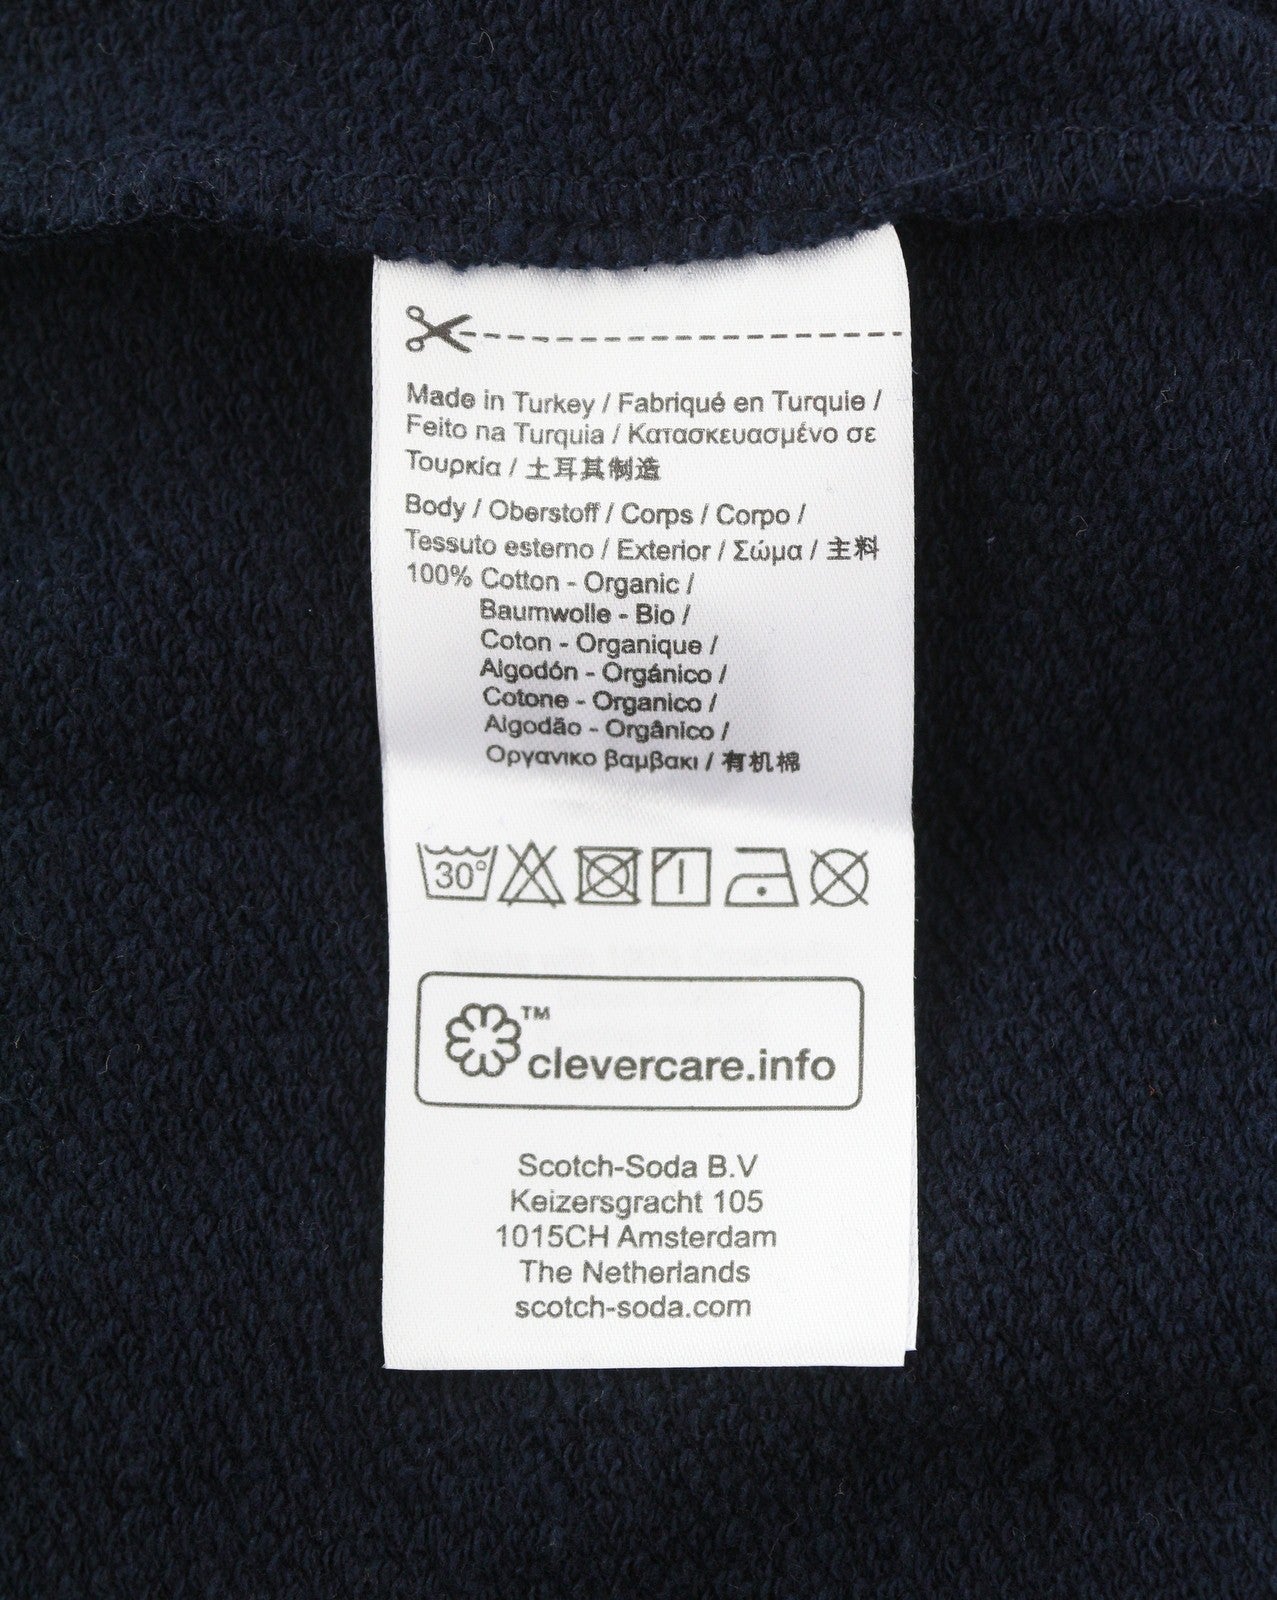 Made in Turkey / Fabriqué en Turquie /
Feito na Turquia / Κατασκευασμένο σε
Τουρκία / 土耳其制造
Body / Oberstoff / Corps / Corpo /
Tessuto esterno / Exterior / Σώμα / 主料
100% Cotton - Organic /
Baumwolle - Bio /
Coton - Organique /
Algodón - Orgánico /
Cotone - Organico /
Algodão - Orgânico /
Οργανικο βαμβακι / 有机棉
30°
™
clevercare.info
Scotch-Soda B.V
Keizersgracht 105
1015CH Amsterdam
The Netherlands
scotch-soda.com